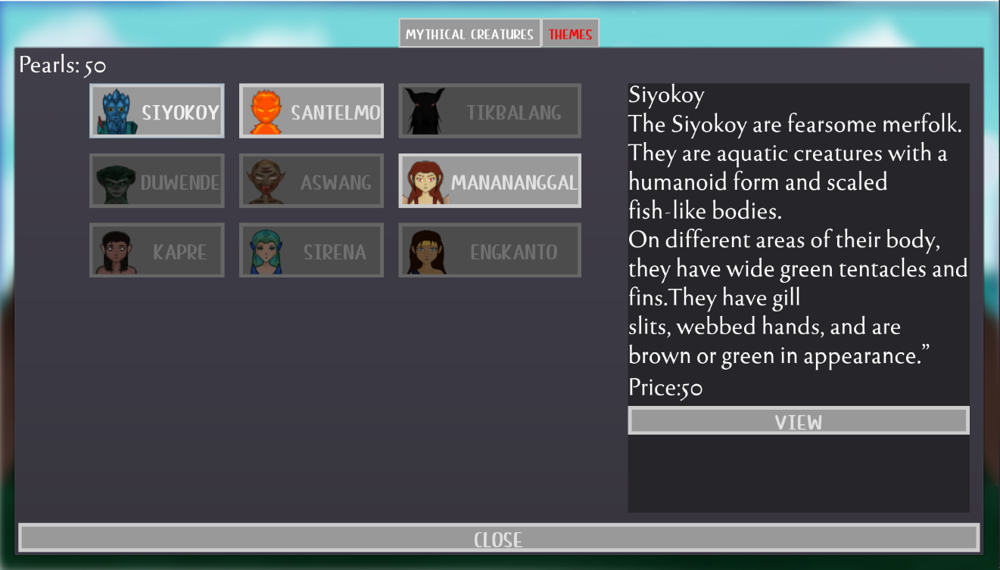 MYTHICAL CREATURES THEMES
Pearls: 50
SIYOKOY SANTELMO TIKBALANG
DUWENDE ASWANG MANANANGGAL
KAPRE SIRENA ENGKANTO
Siyokoy
The Siyokoy are fearsome merfolk.
They are aquatic creatures with a
humanoid form and scaled
fish-like bodies.
On different areas of their body,
they have wide green tentacles and
fins.They have gill
slits, webbed hands, and are
brown or green in appearance.”
Price:50
VIEW
CLOSE